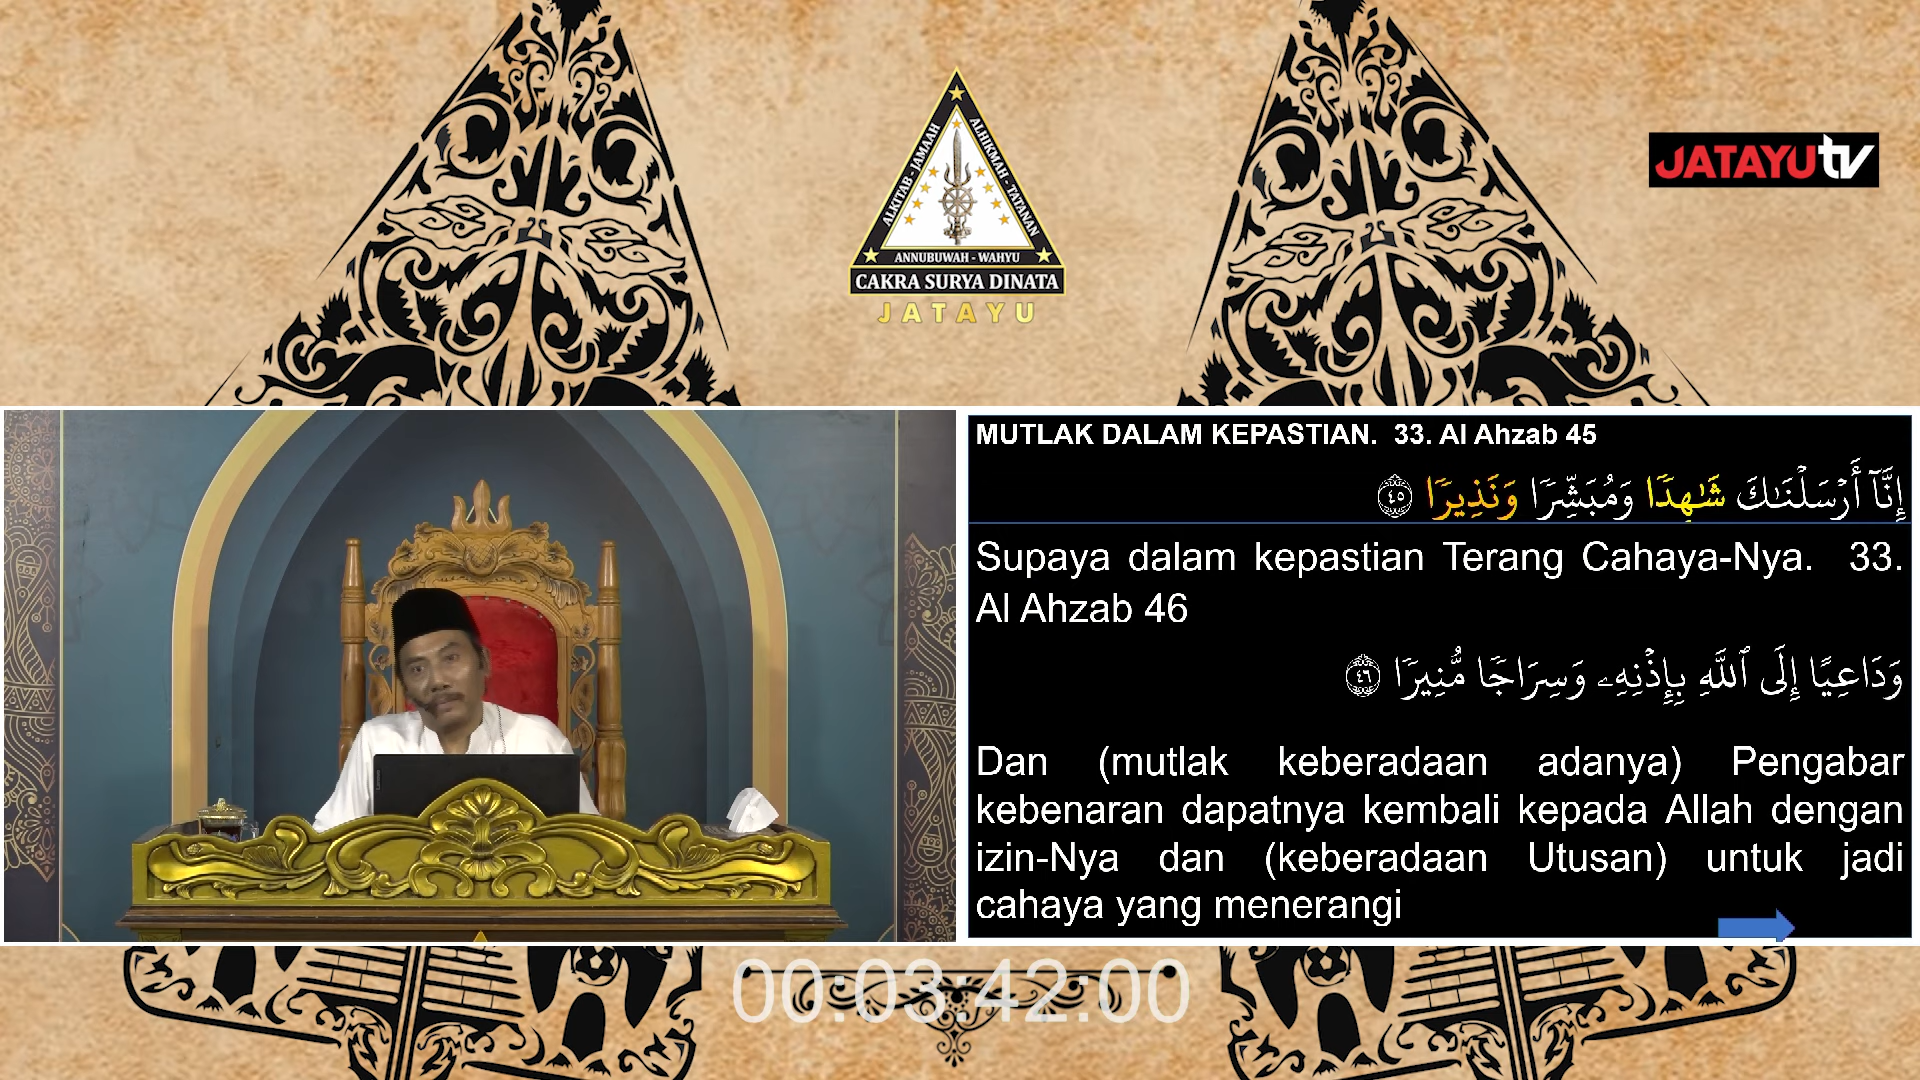 ALKITAB - JAMAAH
ALHIKMAH - TATANAN
ANNUBUWAH - WAHYU
CAKRA SURYA DINATA
JATAYU
JATAYUtv
MUTLAK DALAM KEPASTIAN. 33. Al Ahzab 45
إِنَّآ أَرْسَلْنَـٰكَ شَـٰهِدًا وَمُبَشِّرًا وَنَذِيرًا ٤٥
Supaya dalam kepastian Terang Cahaya-Nya. 33.
Al Ahzab 46
وَدَاعِيًا إِلَى ٱللَّهِ بِإِذْنِهِۦ وَسِرَاجًا مُّنِيرًا ٤٦
Dan (mutlak keberadaan adanya) Pengabar
kebenaran dapatnya kembali kepada Allah dengan
izin-Nya dan (keberadaan Utusan) untuk jadi
cahaya yang menerangi
00:03:42:00